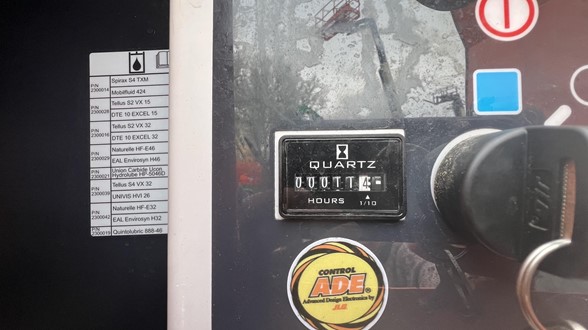 Spirax S4 TXM
P/N
2300014
Mobilfluid 424
Tellus S2 VX 15
P/N
2300026
DTE 10 EXCEL 15
Tellus S2 VX 32
P/N
2300016
DTE 10 EXCEL 32
Naturelle HF-E46
P/N
2300029
EAL Envirosyn H46
P/N
2300021
Union Carbide Ucon
Hydrolube HP-5046D
Tellus S4 VX 32
P/N
2300038
UNIVIS HVI 26
Naturelle HF-E32
P/N
2300042
EAL Envirosyn H32
P/N
2300019
Quintolubric 888-46
QUARTZ
HOURS
1/10
CONTROL
ADE®
Advanced Design Electronics by
JLG